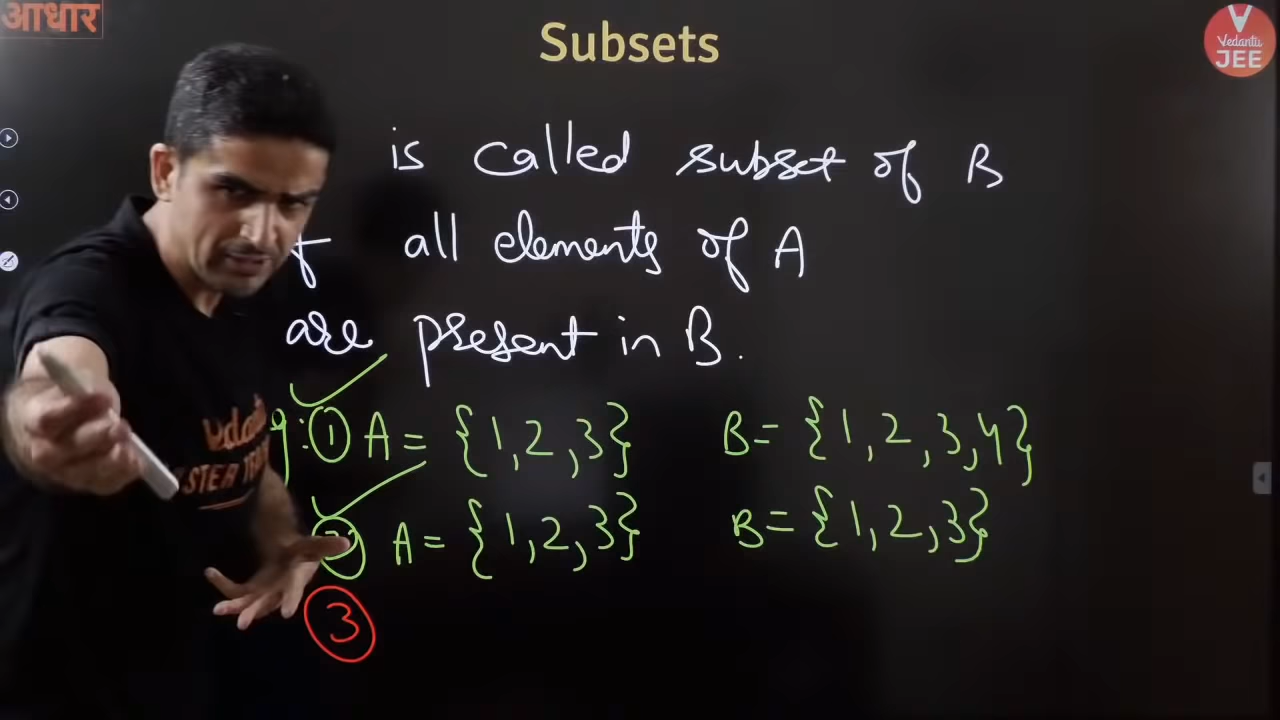 आधार
Subsets
Vedantu
JEE
is called subset of B
all elements of A
are present in B.
① A = {1,2,3} B = {1,2,3,4}
② A = {1,2,3} B = {1,2,3}
③